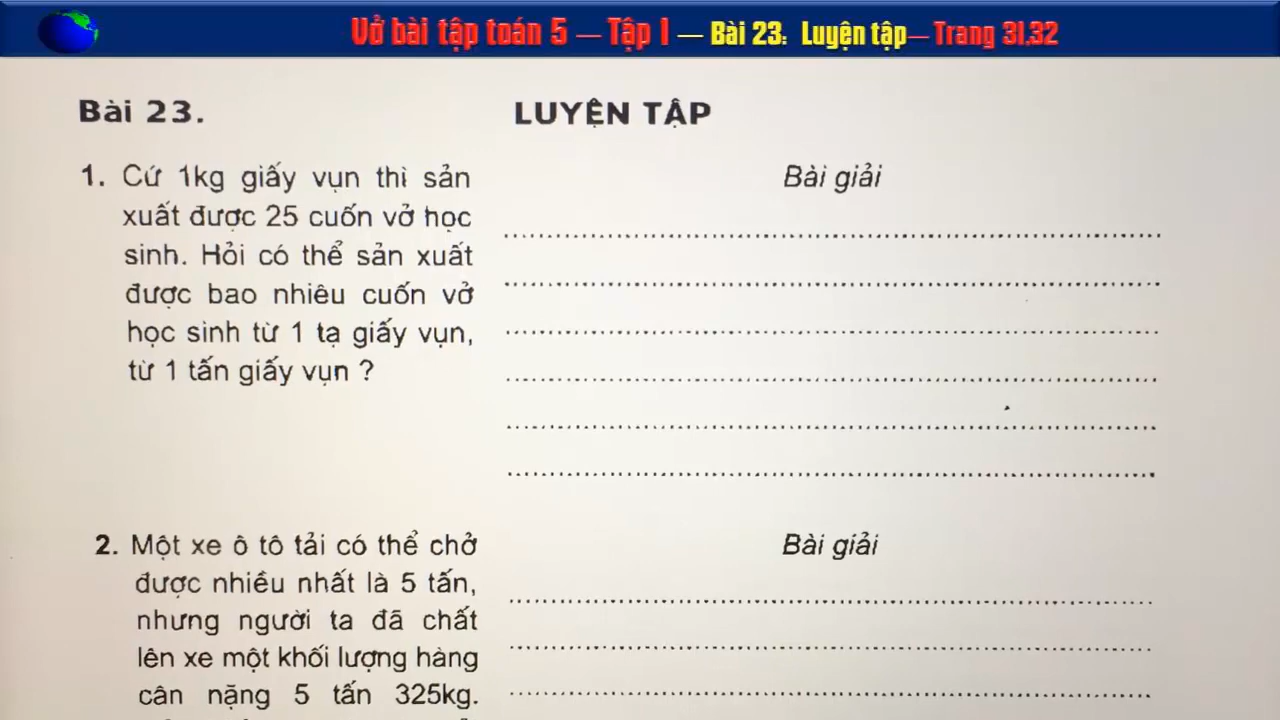 Vở bài tập toán 5 – Tập 1 – Bài 23: Luyện tập– Trang 31,32
Bài 23. LUYỆN TẬP
1. Cứ 1kg giấy vụn thì sản
xuất được 25 cuốn vở học
sinh. Hỏi có thể sản xuất
được bao nhiêu cuốn vở
học sinh từ 1 tạ giấy vụn,
từ 1 tấn giấy vụn ?
Bài giải
2. Một xe ô tô tải có thể chở
được nhiều nhất là 5 tấn,
nhưng người ta đã chất
lên xe một khối lượng hàng
cân nặng 5 tấn 325kg.
Bài giải